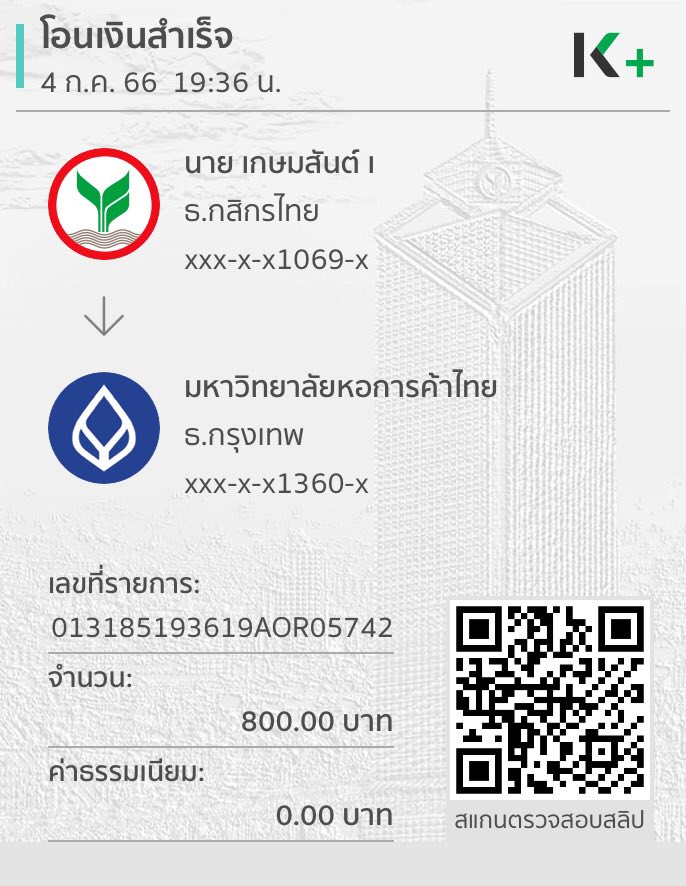 โอนเงินสำเร็จ
4 ก.ค. 66 19:36 น.
K+
นาย เกษมสันต์ เ
ธ.กสิกรไทย
xxx-x-x1069-x
มหาวิทยาลัยหอการค้าไทย
ธ.กรุงเทพ
xxx-x-x1360-x
เลขที่รายการ:
013185193619AOR05742
จำนวน:
800.00 บาท
ค่าธรรมเนียม:
0.00 บาท
สแกนตรวจสอบสลิป